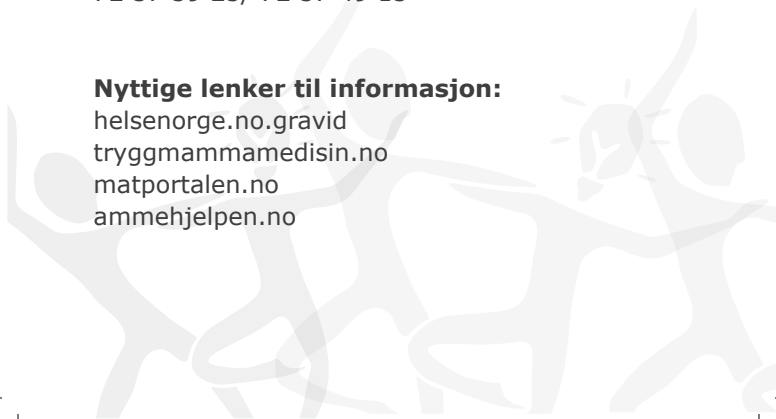 Nyttige lenker til informasjon:
helsenorge.no.gravid
tryggmammamedisin.no
matportalen.no
ammehjelpen.no